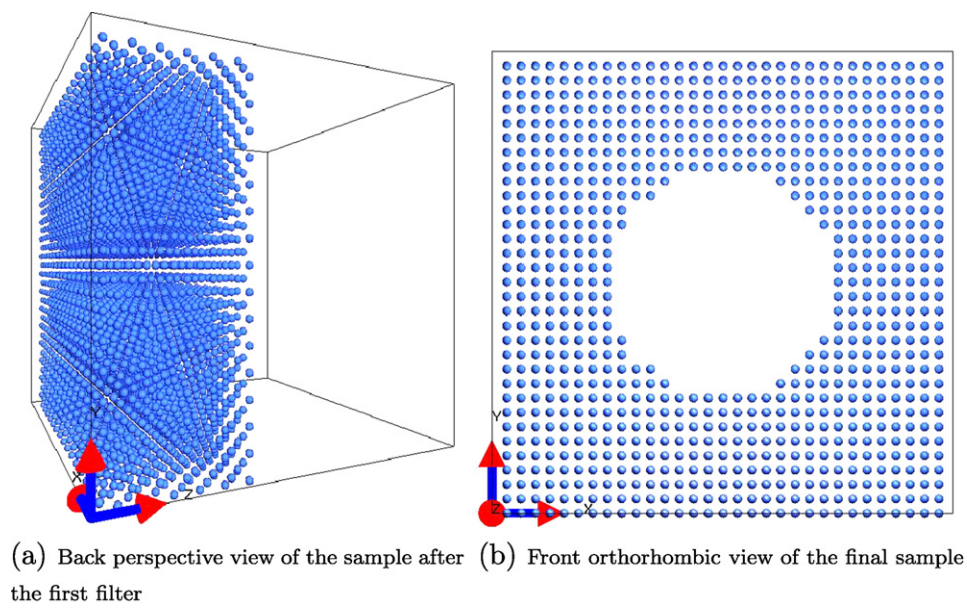 Y
X
Z
Y
Z
X
(a) Back perspective view of the sample after
the first filter
(b) Front orthorhombic view of the final sample